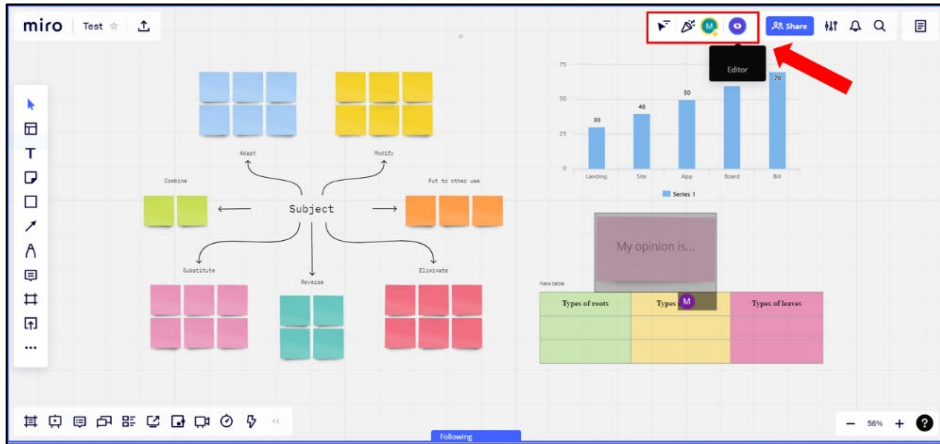 miro Test
M
Share
Editor
75
50
25
0
30
40
50
70
Landing Site App Board Bill
Series 1
Adapt
Modify
Combine
Put to other use
Subject
Substitute
Reverse
Eliminate
My opinion is...
New table
Types of roots
Types
M
Types of leaves
Following
56%